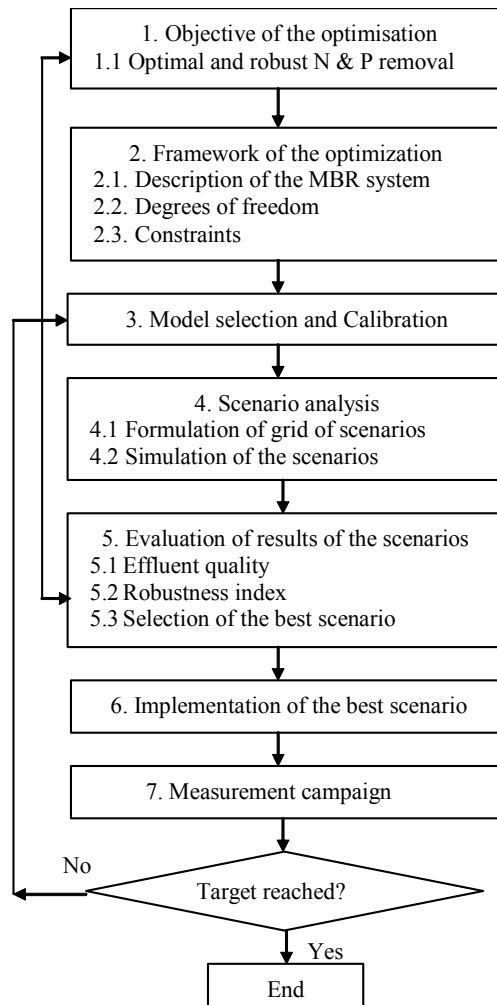 1. Objective of the optimisation
1.1 Optimal and robust N & P removal
2. Framework of the optimization
2.1. Description of the MBR system
2.2. Degrees of freedom
2.3. Constraints
3. Model selection and Calibration
4. Scenario analysis
4.1 Formulation of grid of scenarios
4.2 Simulation of the scenarios
5. Evaluation of results of the scenarios
5.1 Effluent quality
5.2 Robustness index
5.3 Selection of the best scenario
6. Implementation of the best scenario
7. Measurement campaign
No
Target reached?
Yes
End